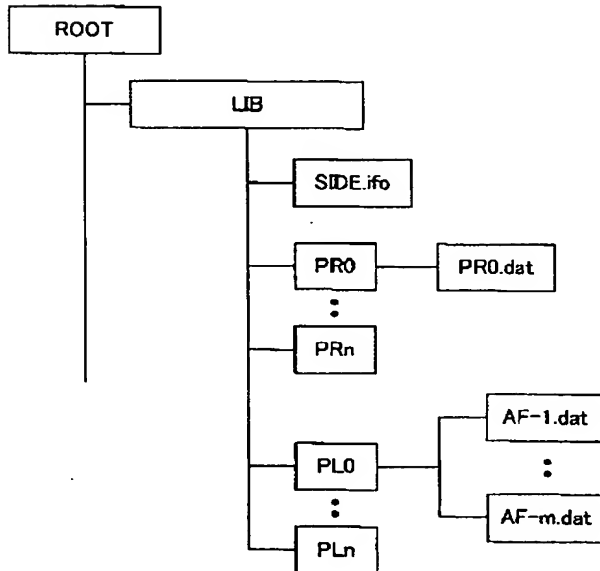 ROOT
LIB
SIDE.ifo
PR0
PR0.dat
:
PRn
AF-1.dat
:
PL0
:
AF-m.dat
PLn